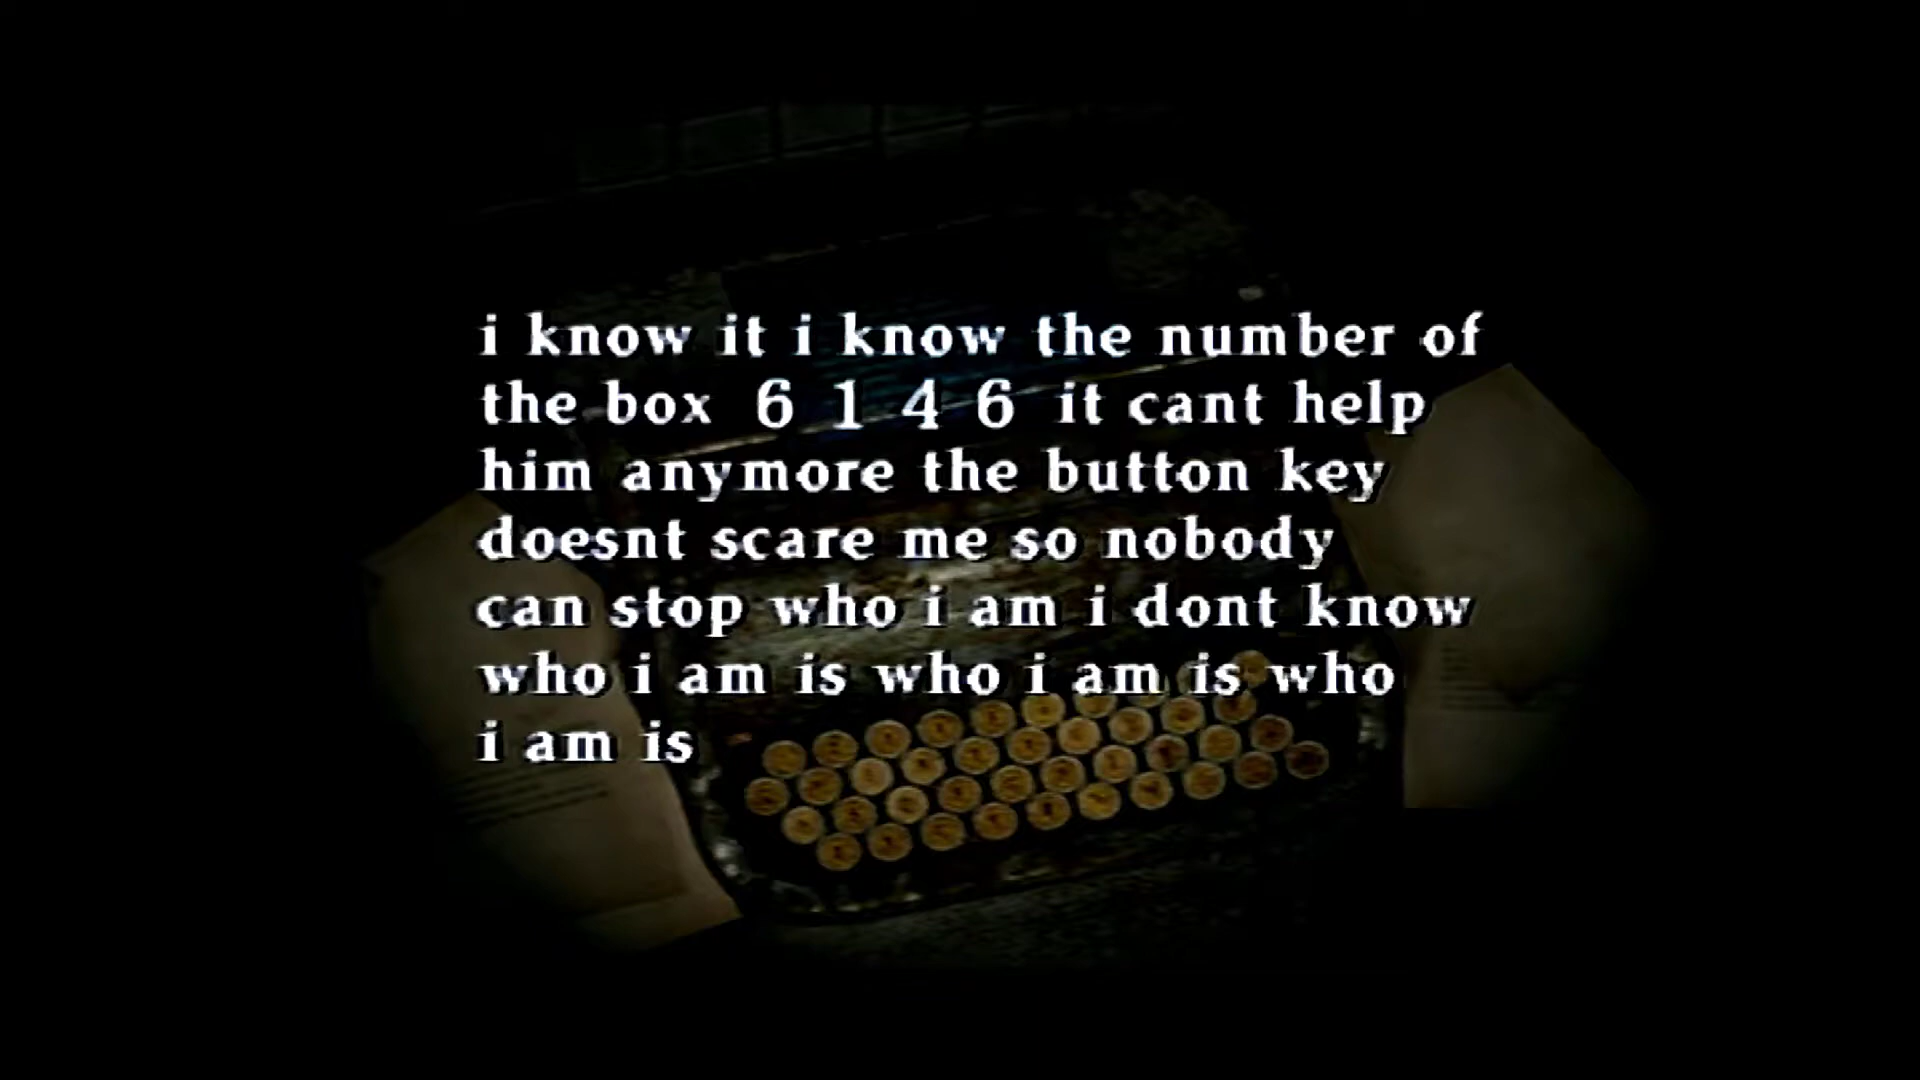 i know it i know the number of
the box 6 1 4 6 it cant help
him anymore the button key
doesnt scare me so nobody
can stop who i am i dont know
who i am is who i am is who
i am is